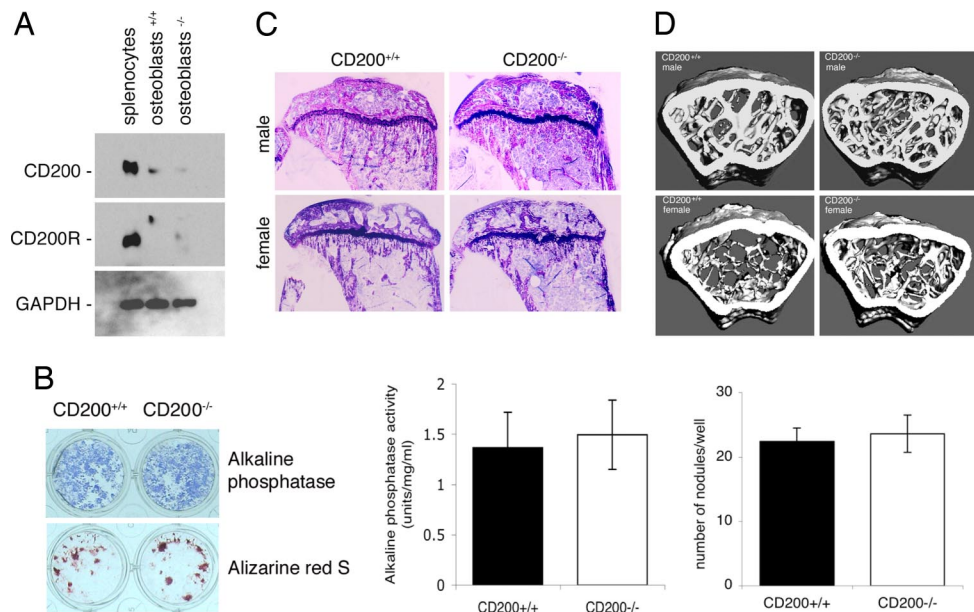 A
splenocytes
osteoblasts +/+
osteoblasts -/-
CD200 -
CD200R -
GAPDH -
C
CD200+/+
CD200-/-
male
female
D
CD200+/+
male
CD200-/-
male
CD200+/+
female
CD200-/-
female
B
CD200+/+
CD200-/-
Alkaline
phosphatase
Alizarine red S
Alkaline phosphatase activity
(units/mg/ml)
2
1.5
1
0.5
0
CD200+/+
CD200-/-
number of nodules/well
30
20
10
0
CD200+/+
CD200-/-